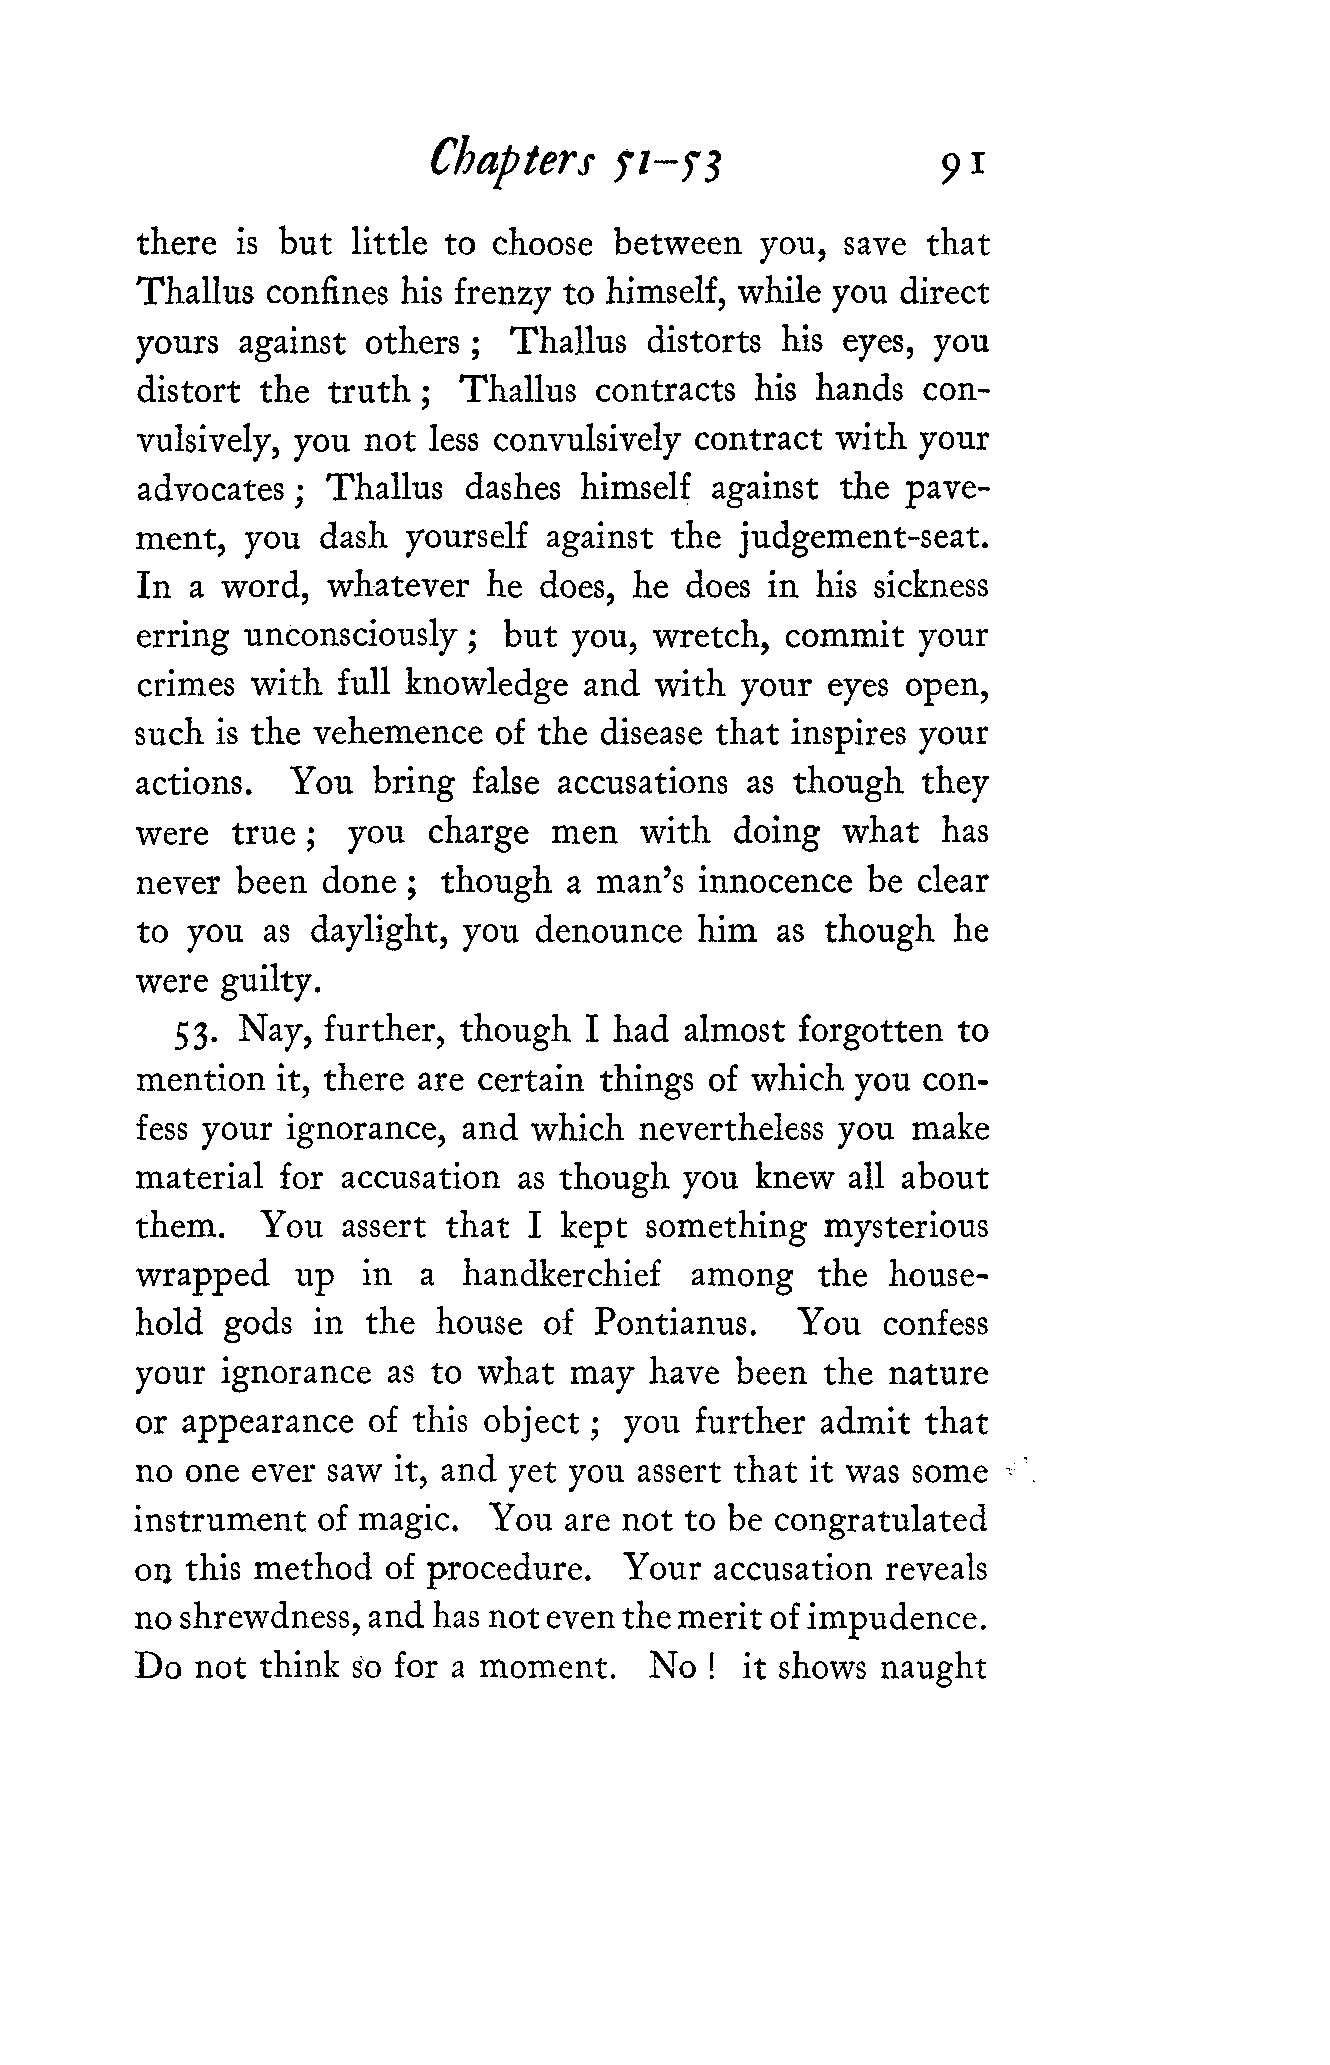 Chapters 51–53 91
there is but little to choose between you, save that
Thallus confines his frenzy to himself, while you direct
yours against others ; Thallus distorts his eyes, you
distort the truth ; Thallus contracts his hands con-
vulsively, you not less convulsively contract with your
advocates ; Thallus dashes himself against the pave-
ment, you dash yourself against the judgement-seat.
In a word, whatever he does, he does in his sickness
erring unconsciously ; but you, wretch, commit your
crimes with full knowledge and with your eyes open,
such is the vehemence of the disease that inspires your
actions. You bring false accusations as though they
were true ; you charge men with doing what has
never been done ; though a man's innocence be clear
to you as daylight, you denounce him as though he
were guilty.
53. Nay, further, though I had almost forgotten to
mention it, there are certain things of which you con-
fess your ignorance, and which nevertheless you make
material for accusation as though you knew all about
them. You assert that I kept something mysterious
wrapped up in a handkerchief among the house-
hold gods in the house of Pontianus. You confess
your ignorance as to what may have been the nature
or appearance of this object ; you further admit that
no one ever saw it, and yet you assert that it was some
instrument of magic. You are not to be congratulated
on this method of procedure. Your accusation reveals
no shrewdness, and has not even the merit of impudence.
Do not think so for a moment. No ! it shows naught